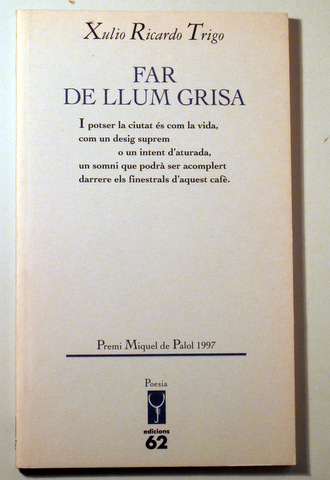 Xulio Ricardo Trigo
FAR
DE LLUM GRISA
I potser la ciutat és com la vida,
com un desig suprem
o un intent d'aturada,
un somni que podrà ser acomplert
darrere els finestrals d'aquest cafè.
Premi Miquel de Palol 1997
Poesia
edicions
62